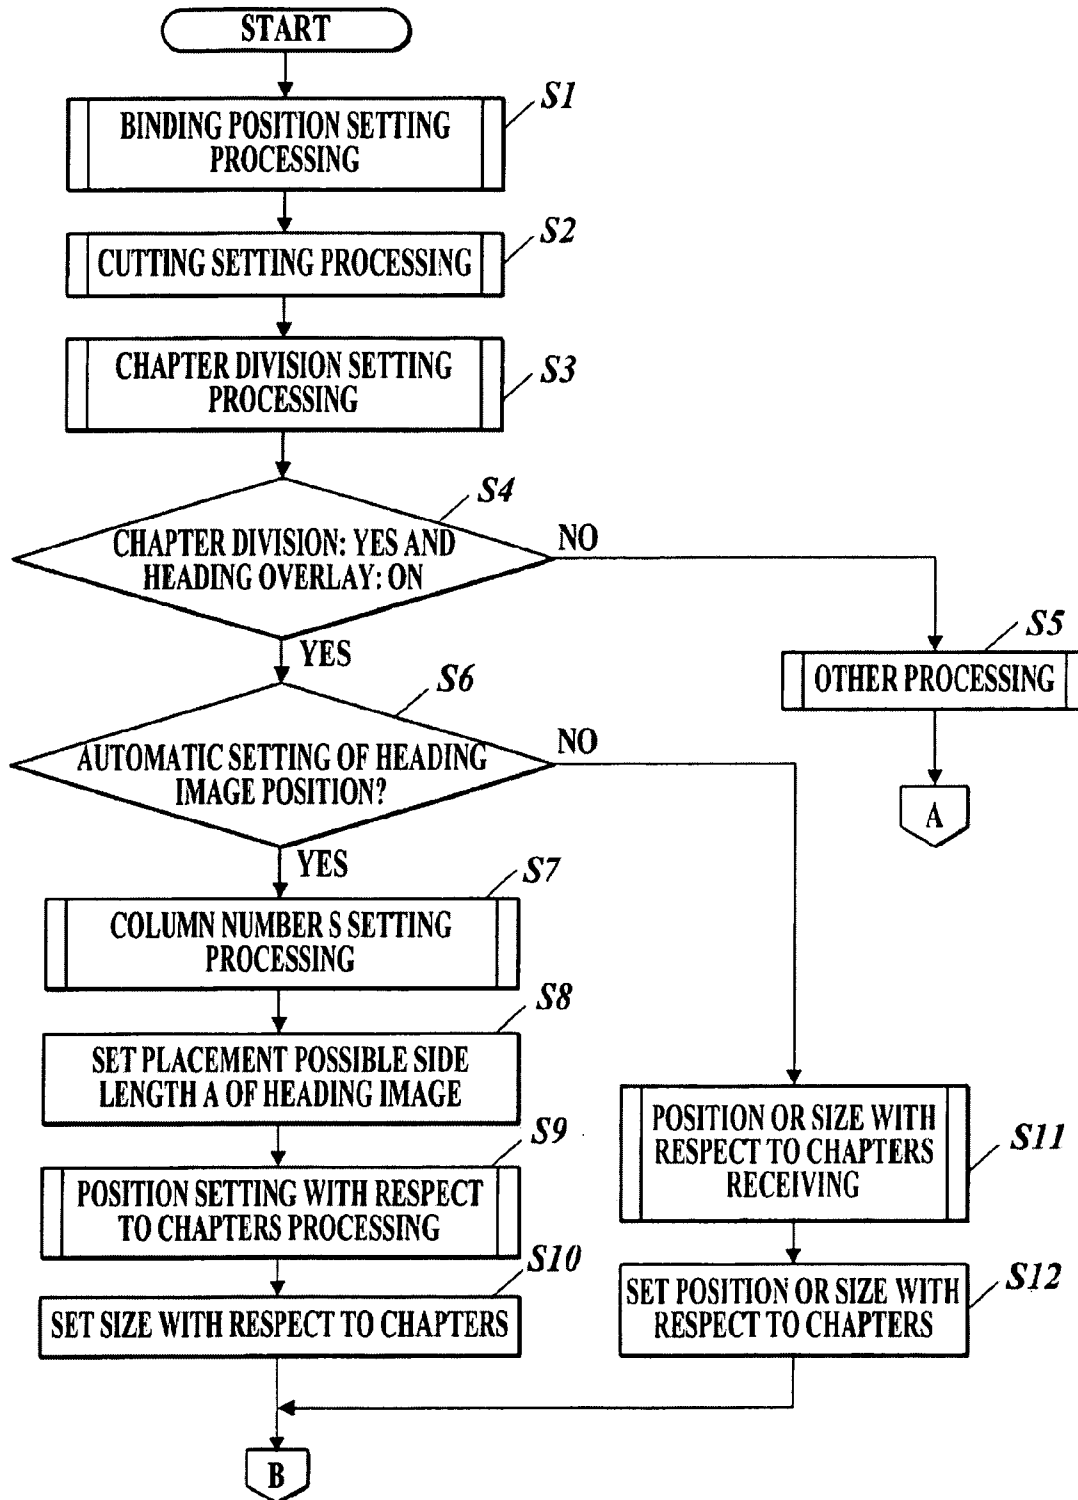 START
S1
BINDING POSITION SETTING
PROCESSING
S2
CUTTING SETTING PROCESSING
S3
CHAPTER DIVISION SETTING
PROCESSING
S4
CHAPTER DIVISION: YES AND
HEADING OVERLAY: ON
NO
YES
S5
OTHER PROCESSING
A
S6
AUTOMATIC SETTING OF HEADING
IMAGE POSITION?
NO
YES
S7
COLUMN NUMBER S SETTING
PROCESSING
S8
SET PLACEMENT POSSIBLE SIDE
LENGTH A OF HEADING IMAGE
S9
POSITION SETTING WITH RESPECT
TO CHAPTERS PROCESSING
S10
SET SIZE WITH RESPECT TO CHAPTERS
S11
POSITION OR SIZE WITH
RESPECT TO CHAPTERS
RECEIVING
S12
SET POSITION OR SIZE WITH
RESPECT TO CHAPTERS
B